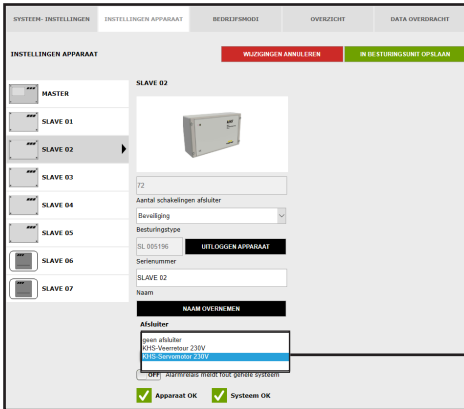 SYSTEEM- INSTELLINGEN
INSTELLINGEN APPARAAT
BEDRIJFSMODI
OVERZICHT
DATA OVERDRACHT
INSTELLINGEN APPARAAT
WIJZIGINGEN ANNULEREN
IN BESTURINGSUNIT OPSLAAN
MASTER
SLAVE 01
SLAVE 02
SLAVE 03
SLAVE 04
SLAVE 05
SLAVE 06
SLAVE 07
SLAVE 02
72
Aantal schakelingen afsluiter
Beveiliging
Besturingstype
SL 005196
UITLOGGEN APPARAAT
Serienummer
SLAVE 02
Naam
NAAM OVERNEMEN
Afsluiter
geen afsluiter
KHS-Veerretour 230V
KHS-Servomotor 230V
OFF Alarmrelais meldt fout gehele systeem
Apparaat OK
Systeem OK